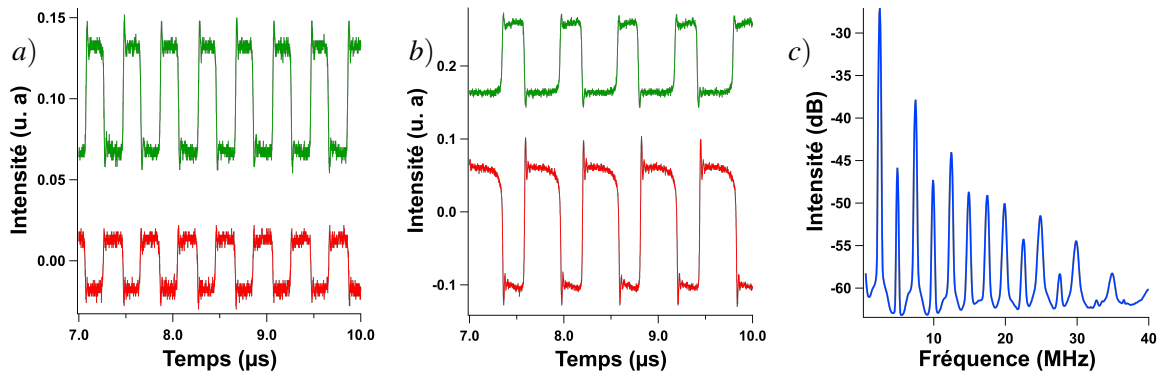 a)
Intensité (u. a)
0.15
0.10
0.05
0.00
7.0 8.0 9.0 10.0
Temps (µs)
b)
Intensité (u. a)
0.2
0.1
0.0
-0.1
7.0 8.0 9.0 10.0
Temps (µs)
c)
Intensité (dB)
-30
-35
-40
-45
-50
-55
-60
10 20 30 40
Fréquence (MHz)